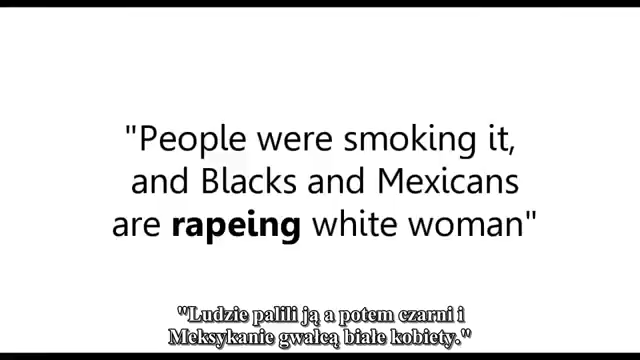 "People were smoking it,
and Blacks and Mexicans
are rapeing white woman"
"Ludzie palili ją a potem czarni i
Meksykanie gwałcą białe kobiety."